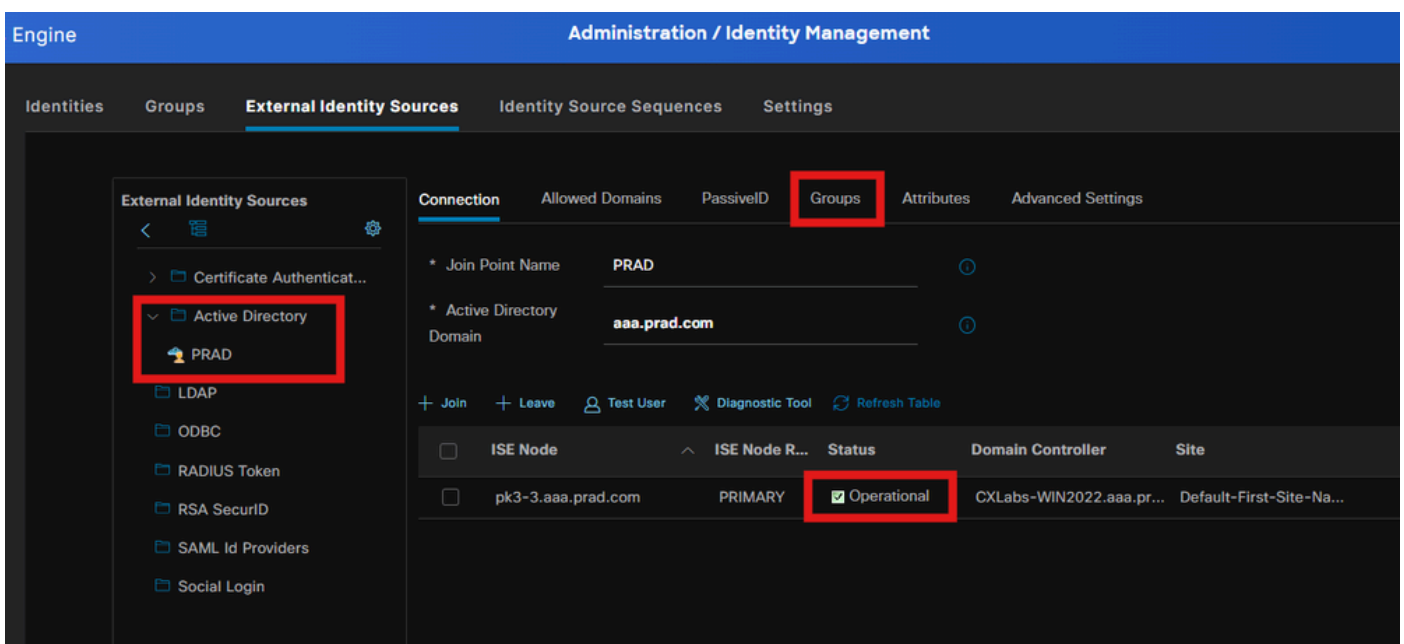 Engine
Administration / Identity Management
Identities Groups External Identity Sources Identity Source Sequences Settings
External Identity Sources
Certificate Authenticat...
Active Directory
PRAD
LDAP
ODBC
RADIUS Token
RSA SecurID
SAML Id Providers
Social Login
Connection Allowed Domains PassiveID Groups Attributes Advanced Settings
* Join Point Name PRAD
* Active Directory
Domain
aaa.prad.com
+ Join + Leave Test User Diagnostic Tool Refresh Table
ISE Node ISE Node R... Status Domain Controller Site
pk3-3.aaa.prad.com PRIMARY Operational CXLabs-WIN2022.aaa.pr... Default-First-Site-Na...